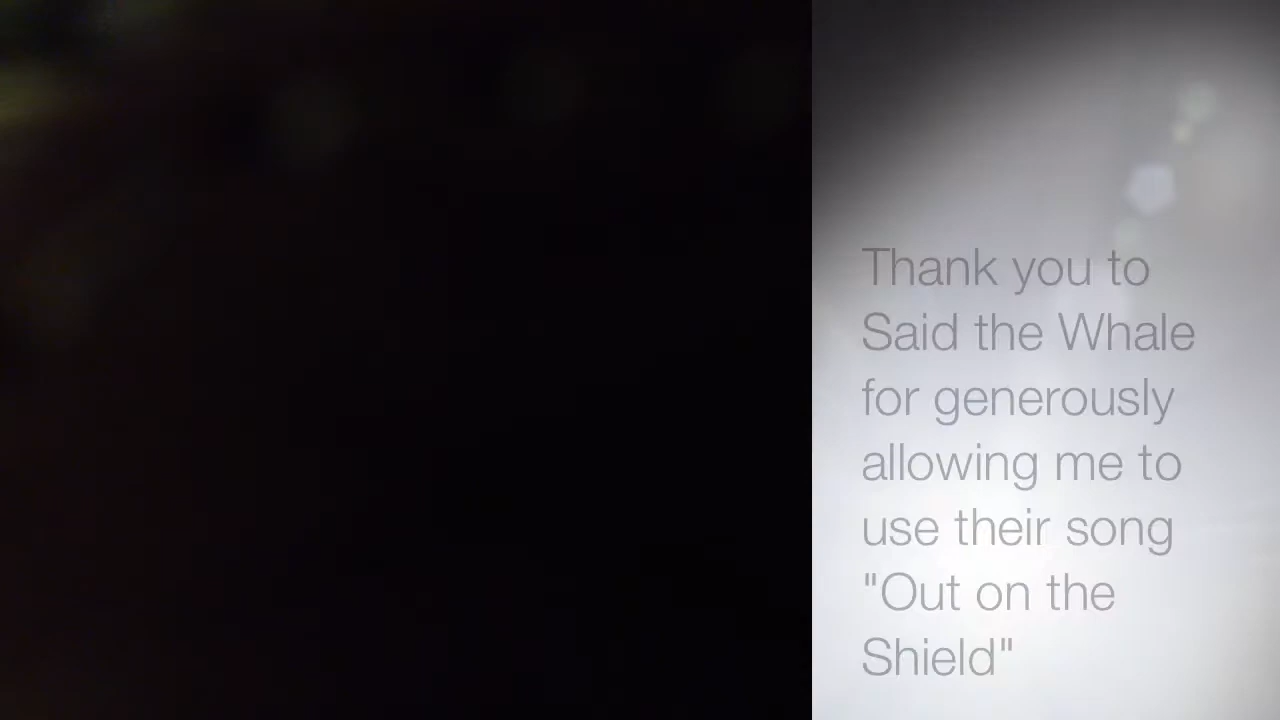 Thank you to
Said the Whale
for generously
allowing me to
use their song
"Out on the
Shield"